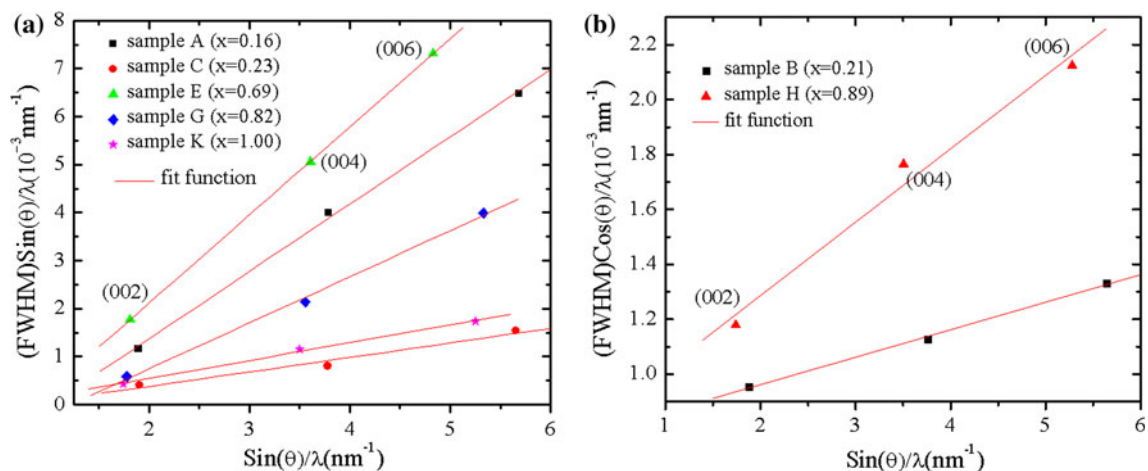 (a)
sample A (x=0.16)
sample C (x=0.23)
sample E (x=0.69)
sample G (x=0.82)
sample K (x=1.00)
fit function
(002)
(004)
(006)
(FWHM)Sin(θ)/λ(10⁻³nm⁻¹)
8
7
6
5
4
3
2
1
0
2 3 4 5 6
Sin(θ)/λ(nm⁻¹)
(b)
sample B (x=0.21)
sample H (x=0.89)
fit function
(002)
(004)
(006)
(FWHM)Cos(θ)/λ(10⁻³nm⁻¹)
2.2
2.0
1.8
1.6
1.4
1.2
1.0
1 2 3 4 5 6
Sin(θ)/λ(nm⁻¹)